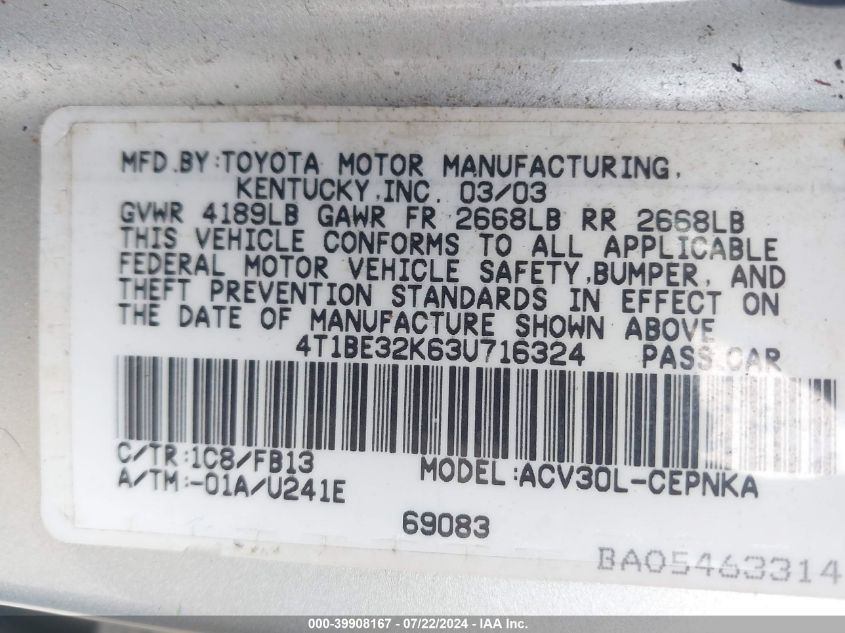 MFD.BY:TOYOTA MOTOR MANUFACTURING,
KENTUCKY,INC. 03/03
GVWR 4189LB GAWR FR 2668LB RR 2668LB
THIS VEHICLE CONFORMS TO ALL APPLICABLE
FEDERAL MOTOR VEHICLE SAFETY,BUMPER, AND
THEFT PREVENTION STANDARDS IN EFFECT ON
THE DATE OF MANUFACTURE SHOWN ABOVE
4T1BE32K63U716324 PASS.CAR
C/TR:1C8/FB13
A/TM:-01A/U241E
MODEL:ACV30L-CEPNKA
69083
BA05463314
000-39908167 - 07/22/2024 - IAA Inc.